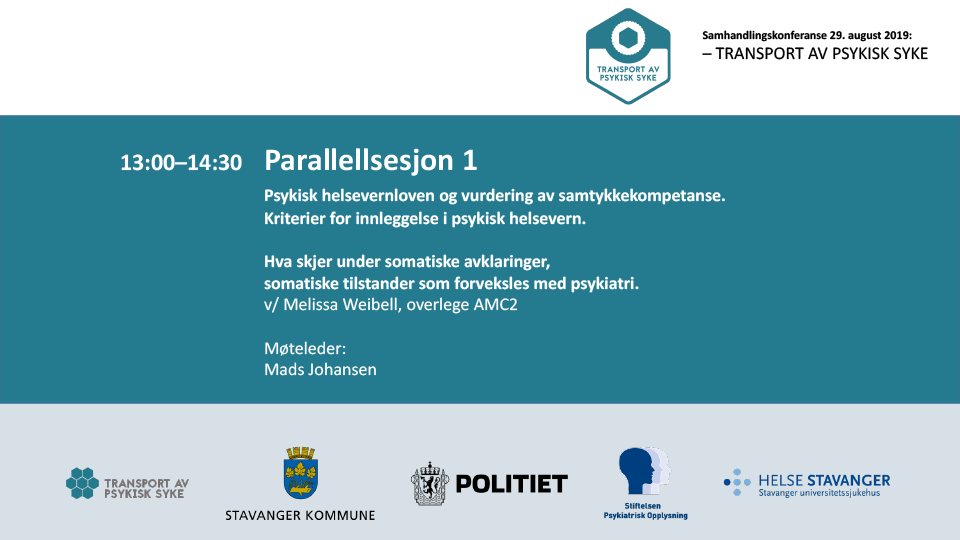 TRANSPORT AV
PSYKISK SYKE
Samhandlingskonferanse 29. august 2019:
– TRANSPORT AV PSYKISK SYKE
13:00–14:30 Parallellsesjon 1
Psykisk helsevernloven og vurdering av samtykkekompetanse.
Kriterier for innleggelse i psykisk helsevern.
Hva skjer under somatiske avklaringer,
somatiske tilstander som forveksles med psykiatri.
v/ Melissa Weibell, overlege AMC2
Møteleder:
Mads Johansen
TRANSPORT AV
PSYKISK SYKE
STAVANGER KOMMUNE
POLITIET
Stiftelsen
Psykiatrisk Opplysning
HELSE STAVANGER
Stavanger universitetssjukehus